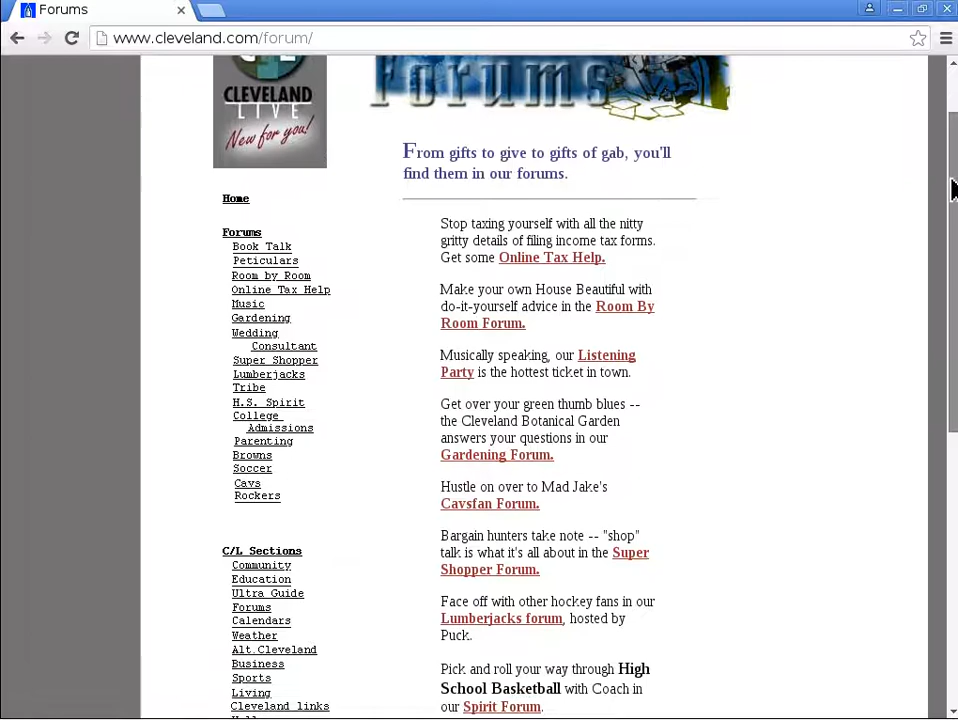 Forums
www.cleveland.com/forum/
CLEVELAND
LIVE
New for you!
Forums
From gifts to give to gifts of gab, you'll
find them in our forums.
Home
Forums
Book Talk
Peticulars
Room by Room
Online Tax Help
Music
Gardening
Wedding
Consultant
Super Shopper
Lumberjacks
Tribe
H.S. Spirit
College
Admissions
Parenting
Browns
Soccer
Cavs
Rockers
C/L Sections
Community
Education
Ultra Guide
Forums
Calendars
Weather
Alt.Cleveland
Business
Sports
Living
Cleveland links
Stop taxing yourself with all the nitty
gritty details of filing income tax forms.
Get some Online Tax Help.
Make your own House Beautiful with
do-it-yourself advice in the Room By
Room Forum.
Musically speaking, our Listening
Party is the hottest ticket in town.
Get over your green thumb blues --
the Cleveland Botanical Garden
answers your questions in our
Gardening Forum.
Hustle on over to Mad Jake's
Cavsfan Forum.
Bargain hunters take note -- "shop"
talk is what it's all about in the Super
Shopper Forum.
Face off with other hockey fans in our
Lumberjacks forum, hosted by
Puck.
Pick and roll your way through High
School Basketball with Coach in
our Spirit Forum.